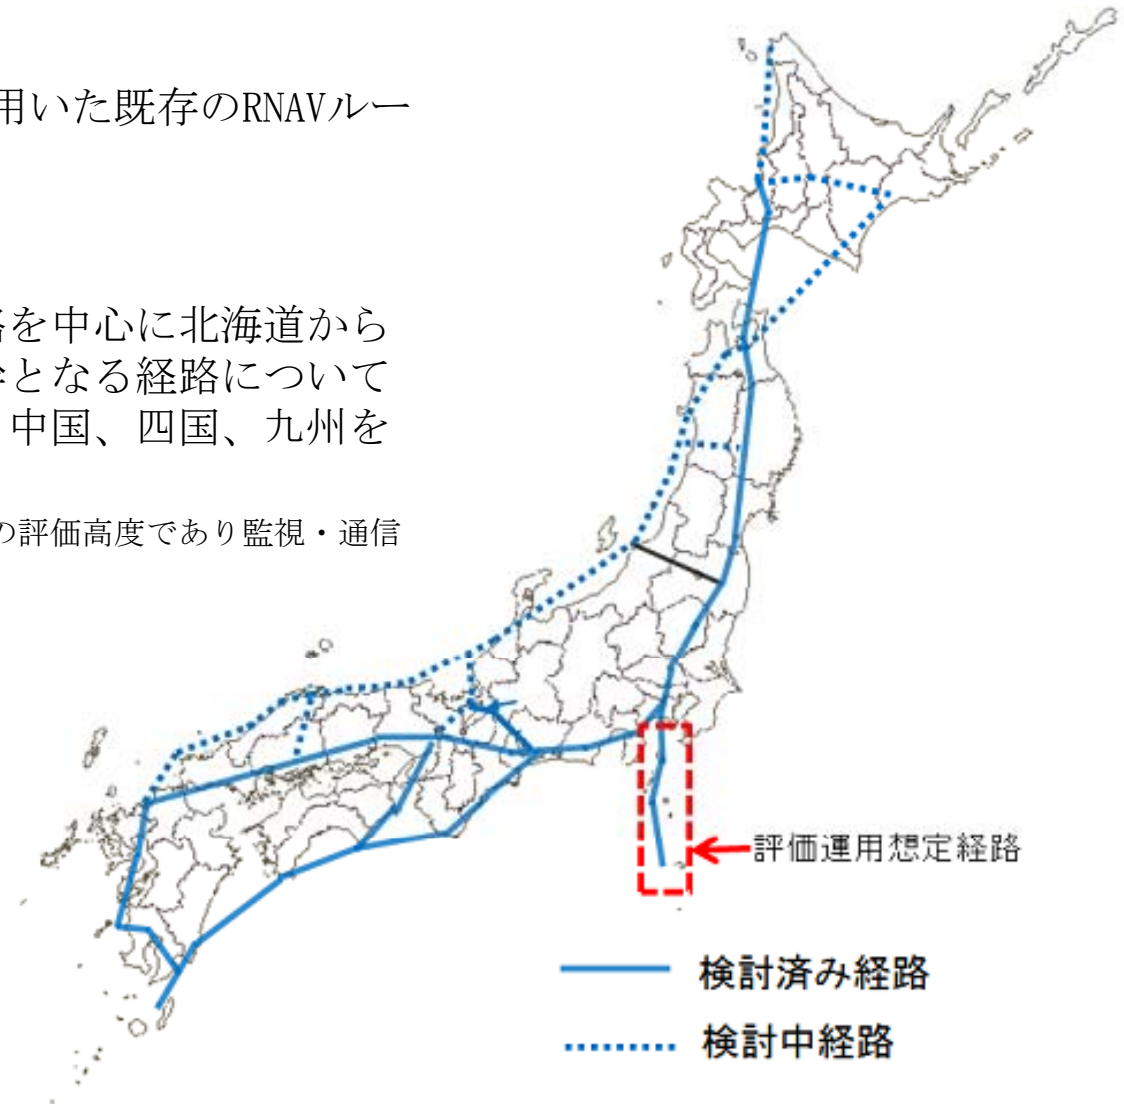 用いた既存のRNAVルー
路を中心に北海道から
幹となる経路について
中国、四国、九州を
の評価高度であり監視・通信
評価運用想定経路
検討済み経路
検討中経路